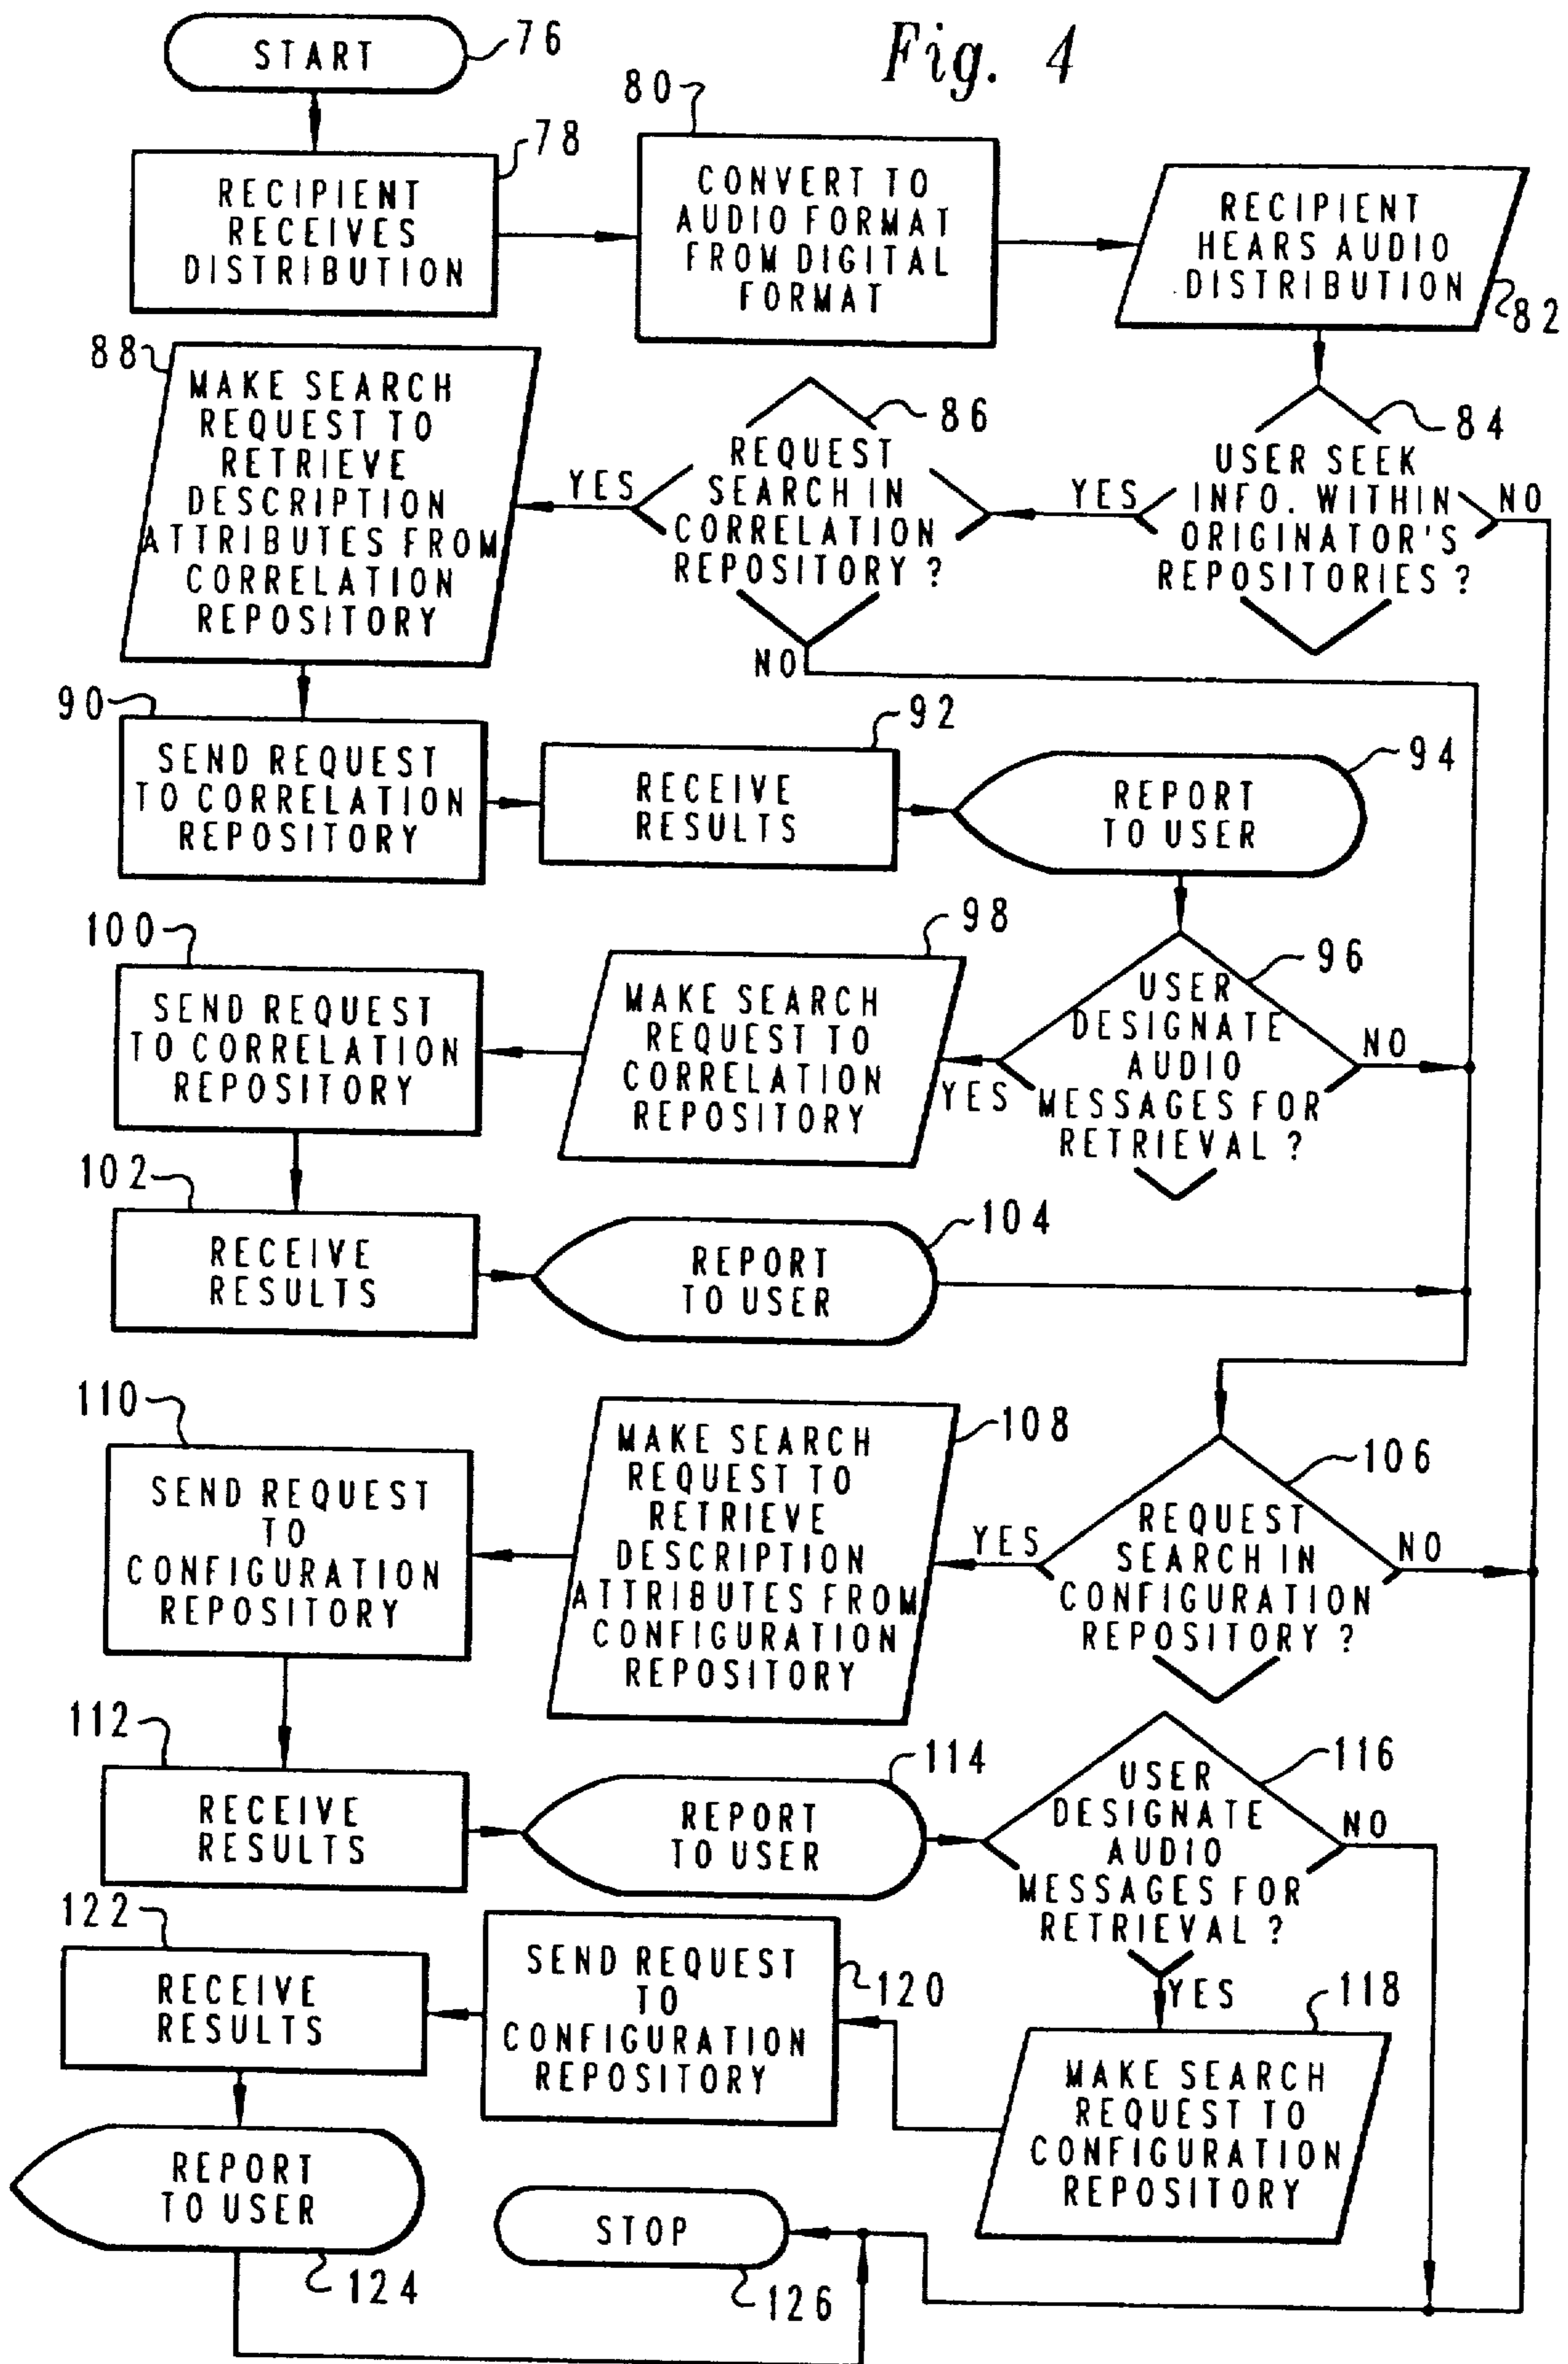 Fig. 4
START
76
RECIPIENT
RECEIVES
DISTRIBUTION
78
CONVERT TO
AUDIO FORMAT
FROM DIGITAL
FORMAT
80
RECIPIENT
HEARS AUDIO
DISTRIBUTION
82
USER SEEK
INFO. WITHIN
ORIGINATOR'S
REPOSITORIES ?
84
NO
YES
REQUEST
SEARCH IN
CORRELATION
REPOSITORY ?
86
YES
NO
88
MAKE SEARCH
REQUEST TO
RETRIEVE
DESCRIPTION
ATTRIBUTES FROM
CORRELATION
REPOSITORY
90
SEND REQUEST
TO CORRELATION
REPOSITORY
92
RECEIVE
RESULTS
94
REPORT
TO USER
96
USER
DESIGNATE
AUDIO
MESSAGES FOR
RETRIEVAL ?
NO
YES
98
MAKE SEARCH
REQUEST TO
CORRELATION
REPOSITORY
100
SEND REQUEST
TO CORRELATION
REPOSITORY
102
RECEIVE
RESULTS
104
REPORT
TO USER
106
REQUEST
SEARCH IN
CONFIGURATION
REPOSITORY ?
NO
YES
108
MAKE SEARCH
REQUEST TO
RETRIEVE
DESCRIPTION
ATTRIBUTES FROM
CONFIGURATION
REPOSITORY
110
SEND REQUEST
TO
CONFIGURATION
REPOSITORY
112
RECEIVE
RESULTS
114
REPORT
TO USER
116
USER
DESIGNATE
AUDIO
MESSAGES FOR
RETRIEVAL ?
NO
YES
118
MAKE SEARCH
REQUEST TO
CONFIGURATION
REPOSITORY
120
SEND REQUEST
TO
CONFIGURATION
REPOSITORY
122
RECEIVE
RESULTS
REPORT
TO USER
124
STOP
126